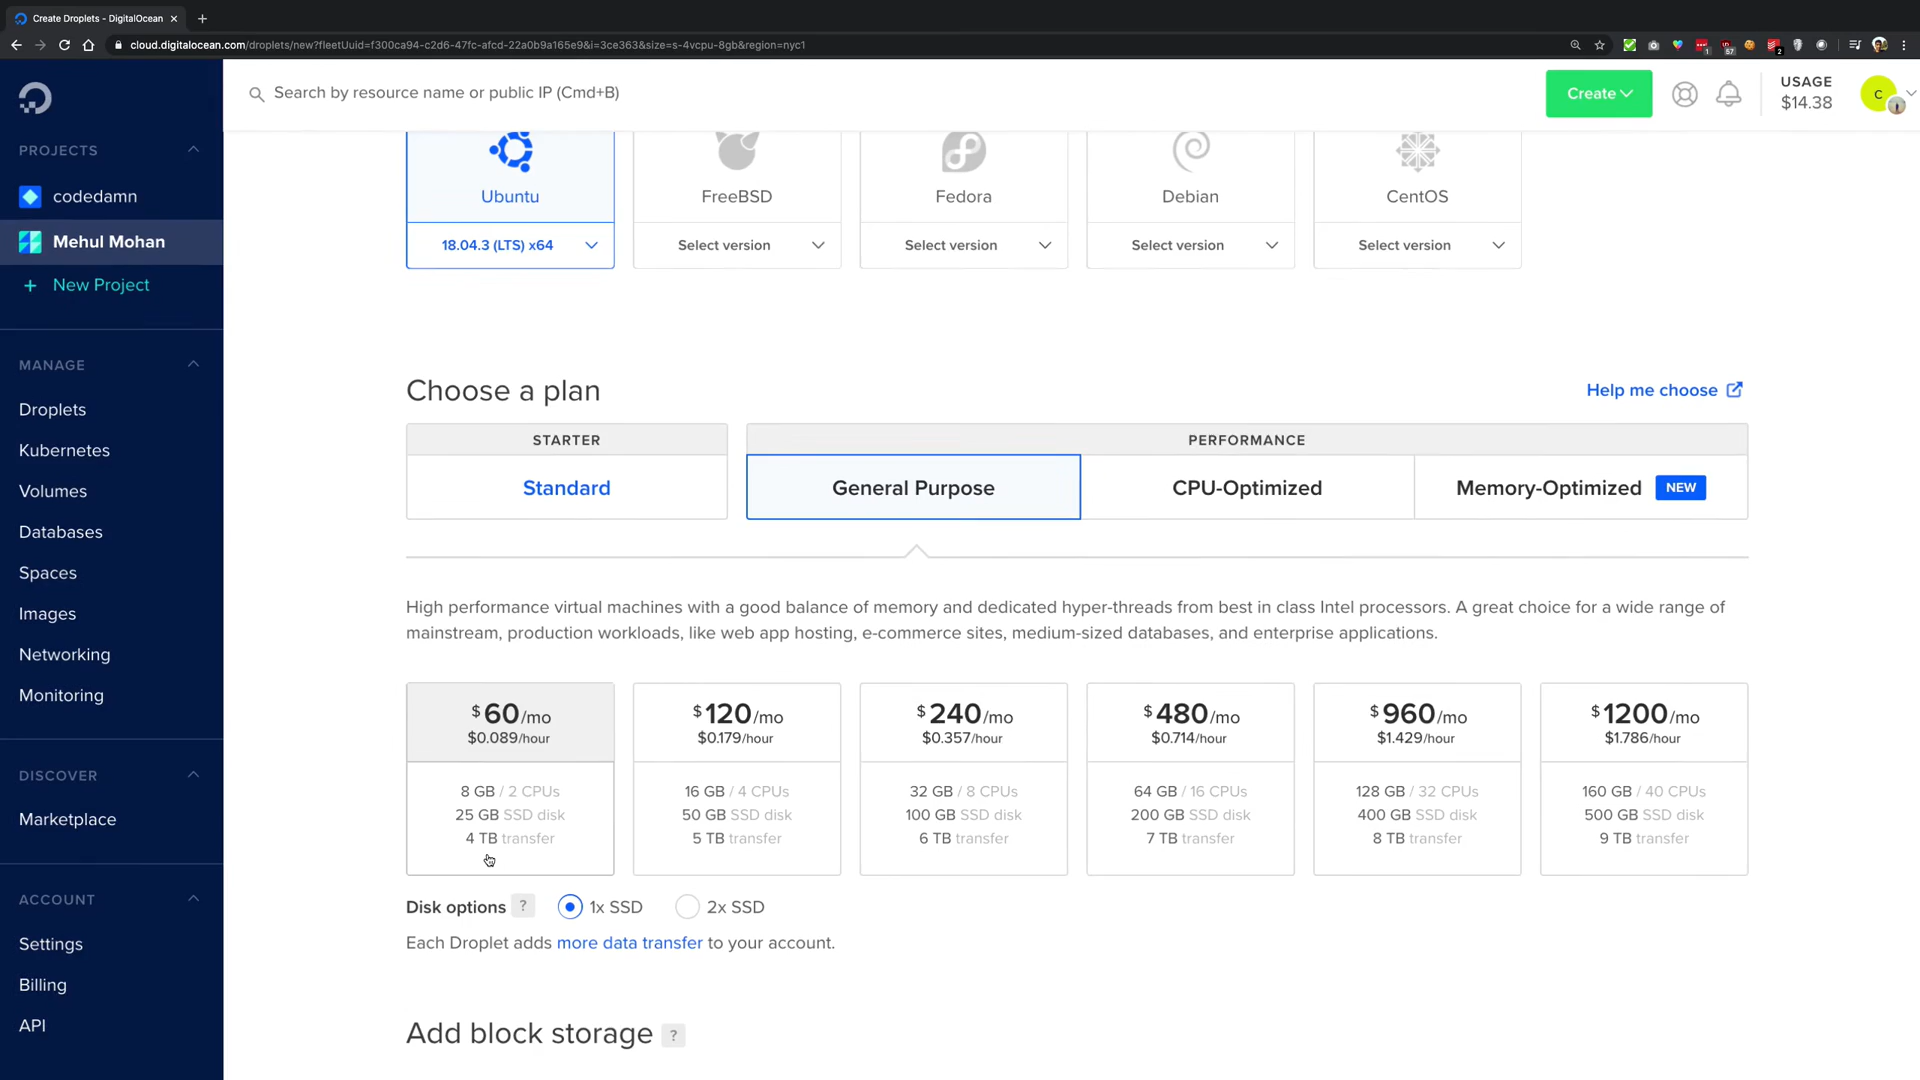 Create Droplets - DigitalOcean
cloud.digitalocean.com/droplets/new?fleetUuid=f300ca94-c2d6-47fc-afcd-22a0b9a165e9&i=3ce363&size=s-4vcpu-8gb&region=nyc1
1
57
2
Search by resource name or public IP (Cmd+B)
Create
USAGE
$14.38
C
PROJECTS
codedamn
Mehul Mohan
+ New Project
MANAGE
Droplets
Kubernetes
Volumes
Databases
Spaces
Images
Networking
Monitoring
DISCOVER
Marketplace
ACCOUNT
Settings
Billing
API
Ubuntu
18.04.3 (LTS) x64
FreeBSD
Select version
Fedora
Select version
Debian
Select version
CentOS
Select version
Choose a plan
Help me choose
STARTER
Standard
PERFORMANCE
General Purpose
CPU-Optimized
Memory-Optimized NEW
High performance virtual machines with a good balance of memory and dedicated hyper-threads from best in class Intel processors. A great choice for a wide range of
mainstream, production workloads, like web app hosting, e-commerce sites, medium-sized databases, and enterprise applications.
$60/mo
$0.089/hour
8 GB / 2 CPUs
25 GB SSD disk
4 TB transfer
$120/mo
$0.179/hour
16 GB / 4 CPUs
50 GB SSD disk
5 TB transfer
$240/mo
$0.357/hour
32 GB / 8 CPUs
100 GB SSD disk
6 TB transfer
$480/mo
$0.714/hour
64 GB / 16 CPUs
200 GB SSD disk
7 TB transfer
$960/mo
$1.429/hour
128 GB / 32 CPUs
400 GB SSD disk
8 TB transfer
$1200/mo
$1.786/hour
160 GB / 40 CPUs
500 GB SSD disk
9 TB transfer
Disk options ? 1x SSD 2x SSD
Each Droplet adds more data transfer to your account.
Add block storage ?